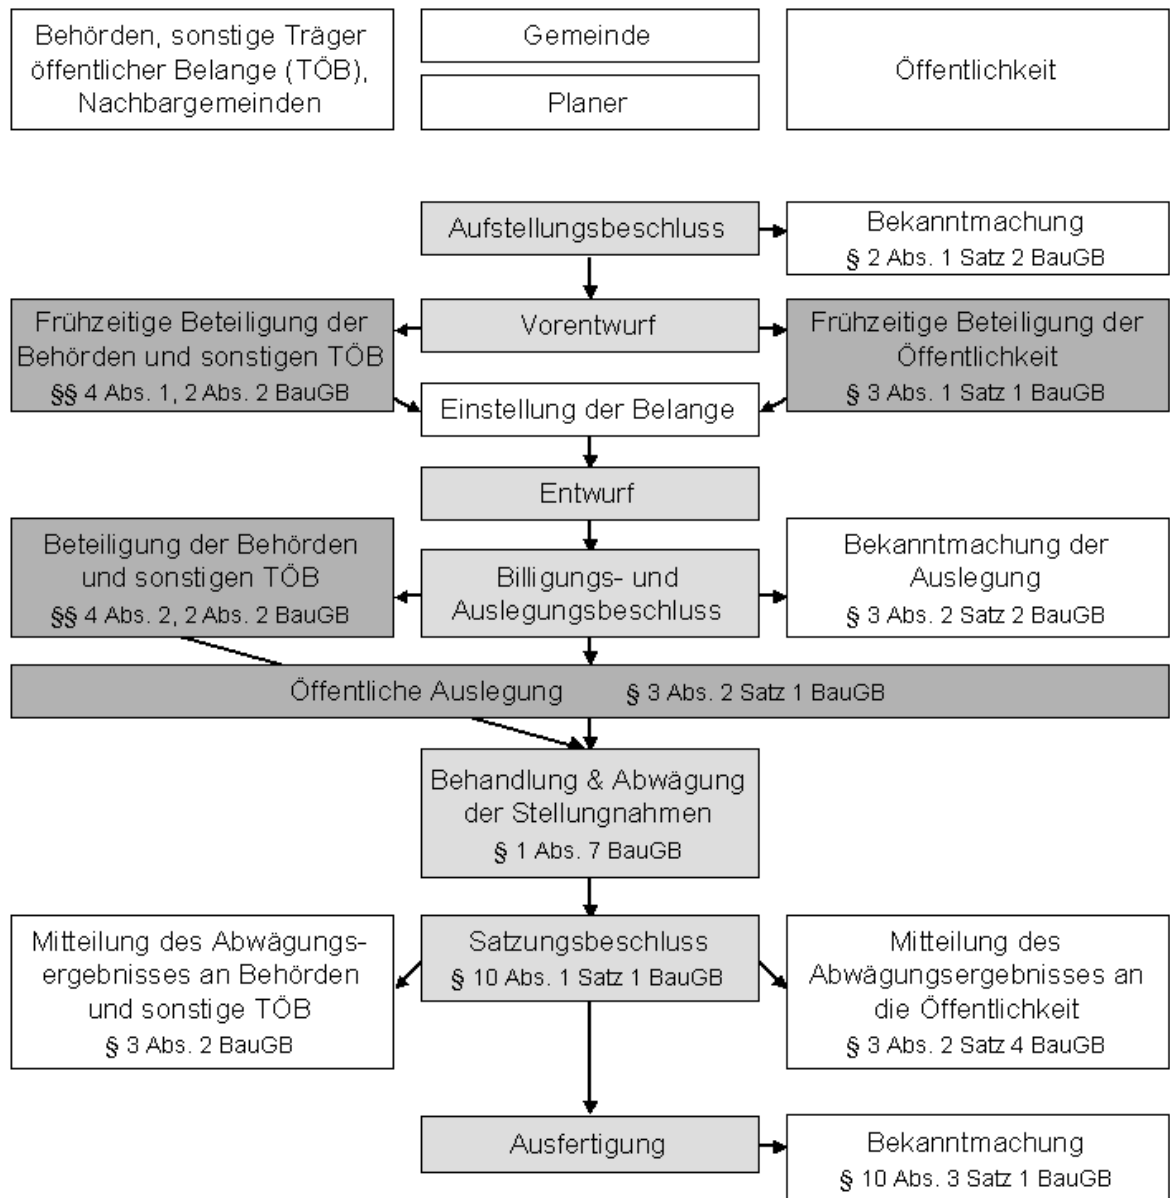 Behörden, sonstige Träger
öffentlicher Belange (TÖB),
Nachbargemeinden
Gemeinde
Planer
Öffentlichkeit
Aufstellungsbeschluss
Bekanntmachung
§ 2 Abs. 1 Satz 2 BauGB
Frühzeitige Beteiligung der
Behörden und sonstigen TÖB
§§ 4 Abs. 1, 2 Abs. 2 BauGB
Vorentwurf
Frühzeitige Beteiligung der
Öffentlichkeit
§ 3 Abs. 1 Satz 1 BauGB
Einstellung der Belange
Entwurf
Beteiligung der Behörden
und sonstigen TÖB
§§ 4 Abs. 2, 2 Abs. 2 BauGB
Billigungs- und
Auslegungsbeschluss
Bekanntmachung der
Auslegung
§ 3 Abs. 2 Satz 2 BauGB
Öffentliche Auslegung § 3 Abs. 2 Satz 1 BauGB
Behandlung & Abwägung
der Stellungnahmen
§ 1 Abs. 7 BauGB
Mitteilung des Abwägungs-
ergebnisses an Behörden
und sonstige TÖB
§ 3 Abs. 2 BauGB
Satzungsbeschluss
§ 10 Abs. 1 Satz 1 BauGB
Mitteilung des
Abwägungsergebnisses an
die Öffentlichkeit
§ 3 Abs. 2 Satz 4 BauGB
Ausfertigung
Bekanntmachung
§ 10 Abs. 3 Satz 1 BauGB